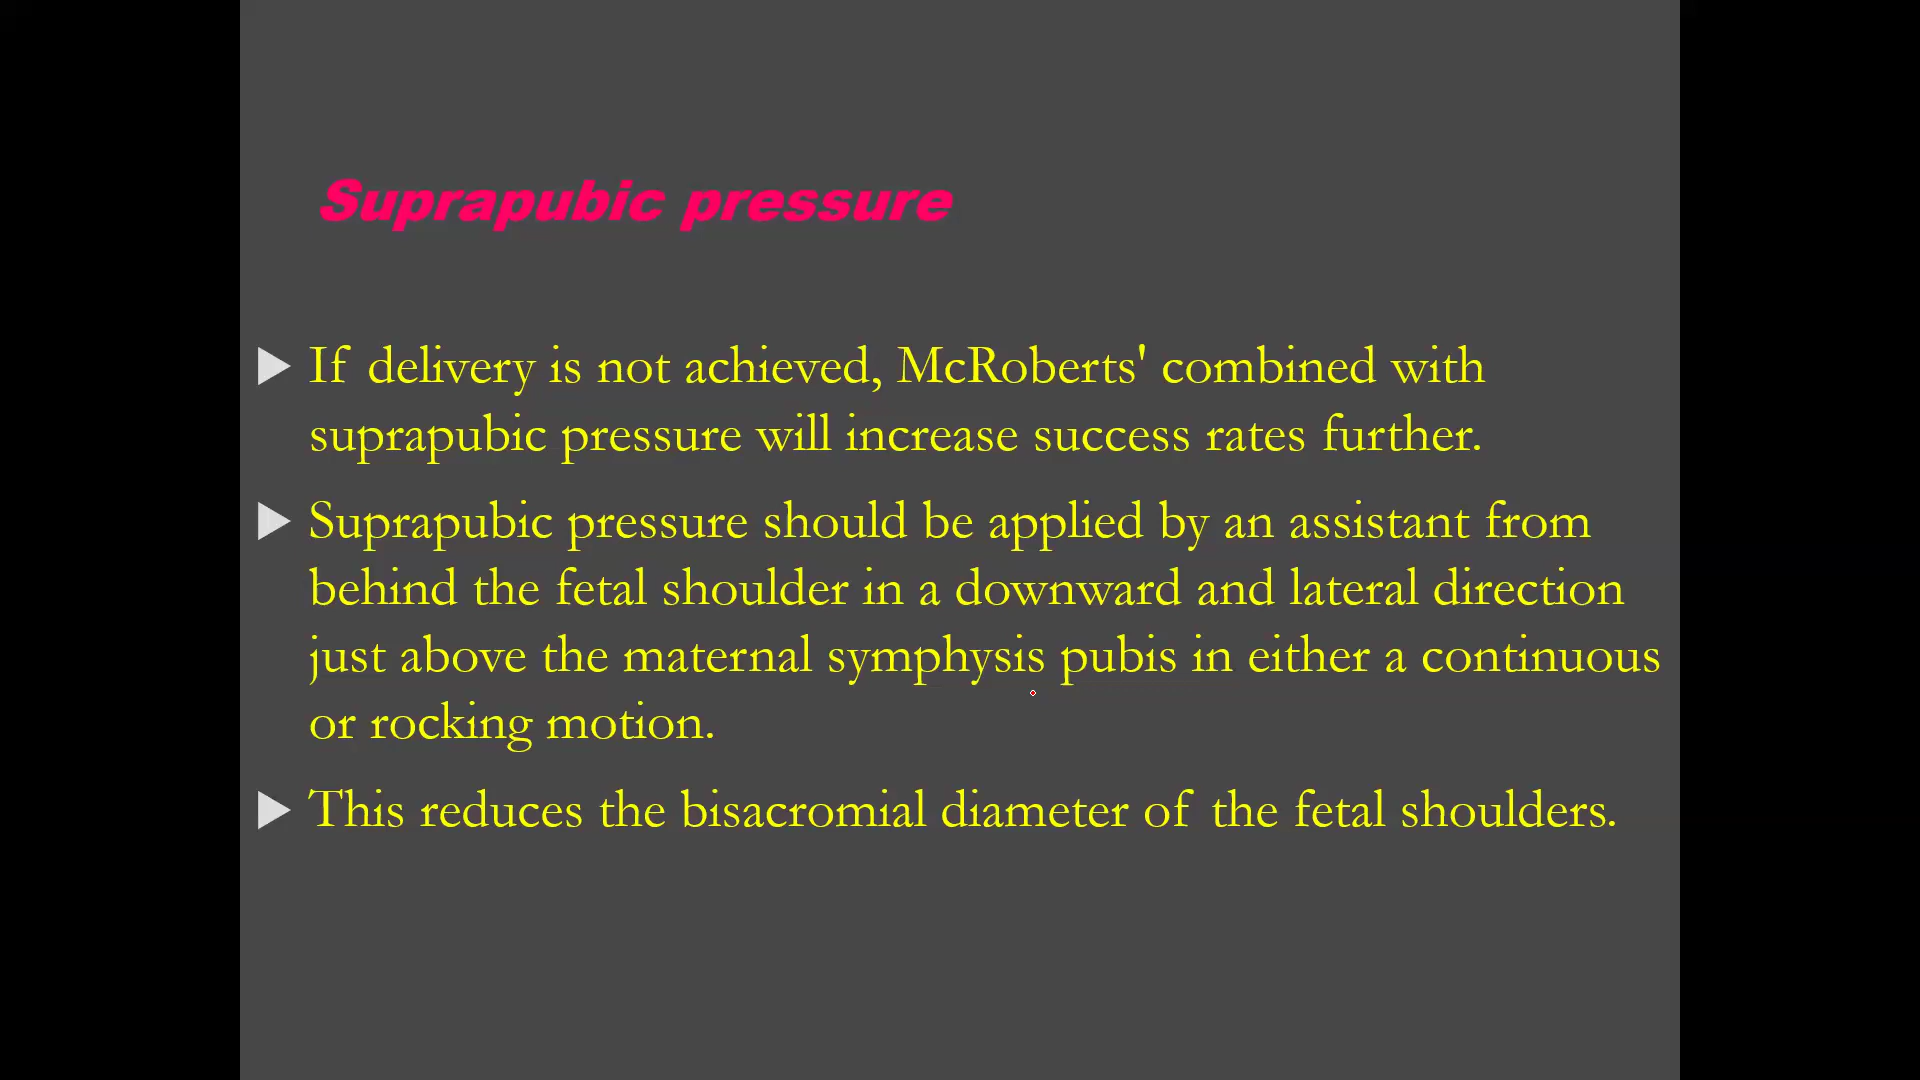 Suprapubic pressure
If delivery is not achieved, McRoberts' combined with
suprapubic pressure will increase success rates further.
Suprapubic pressure should be applied by an assistant from
behind the fetal shoulder in a downward and lateral direction
just above the maternal symphysis pubis in either a continuous
or rocking motion.
This reduces the bisacromial diameter of the fetal shoulders.